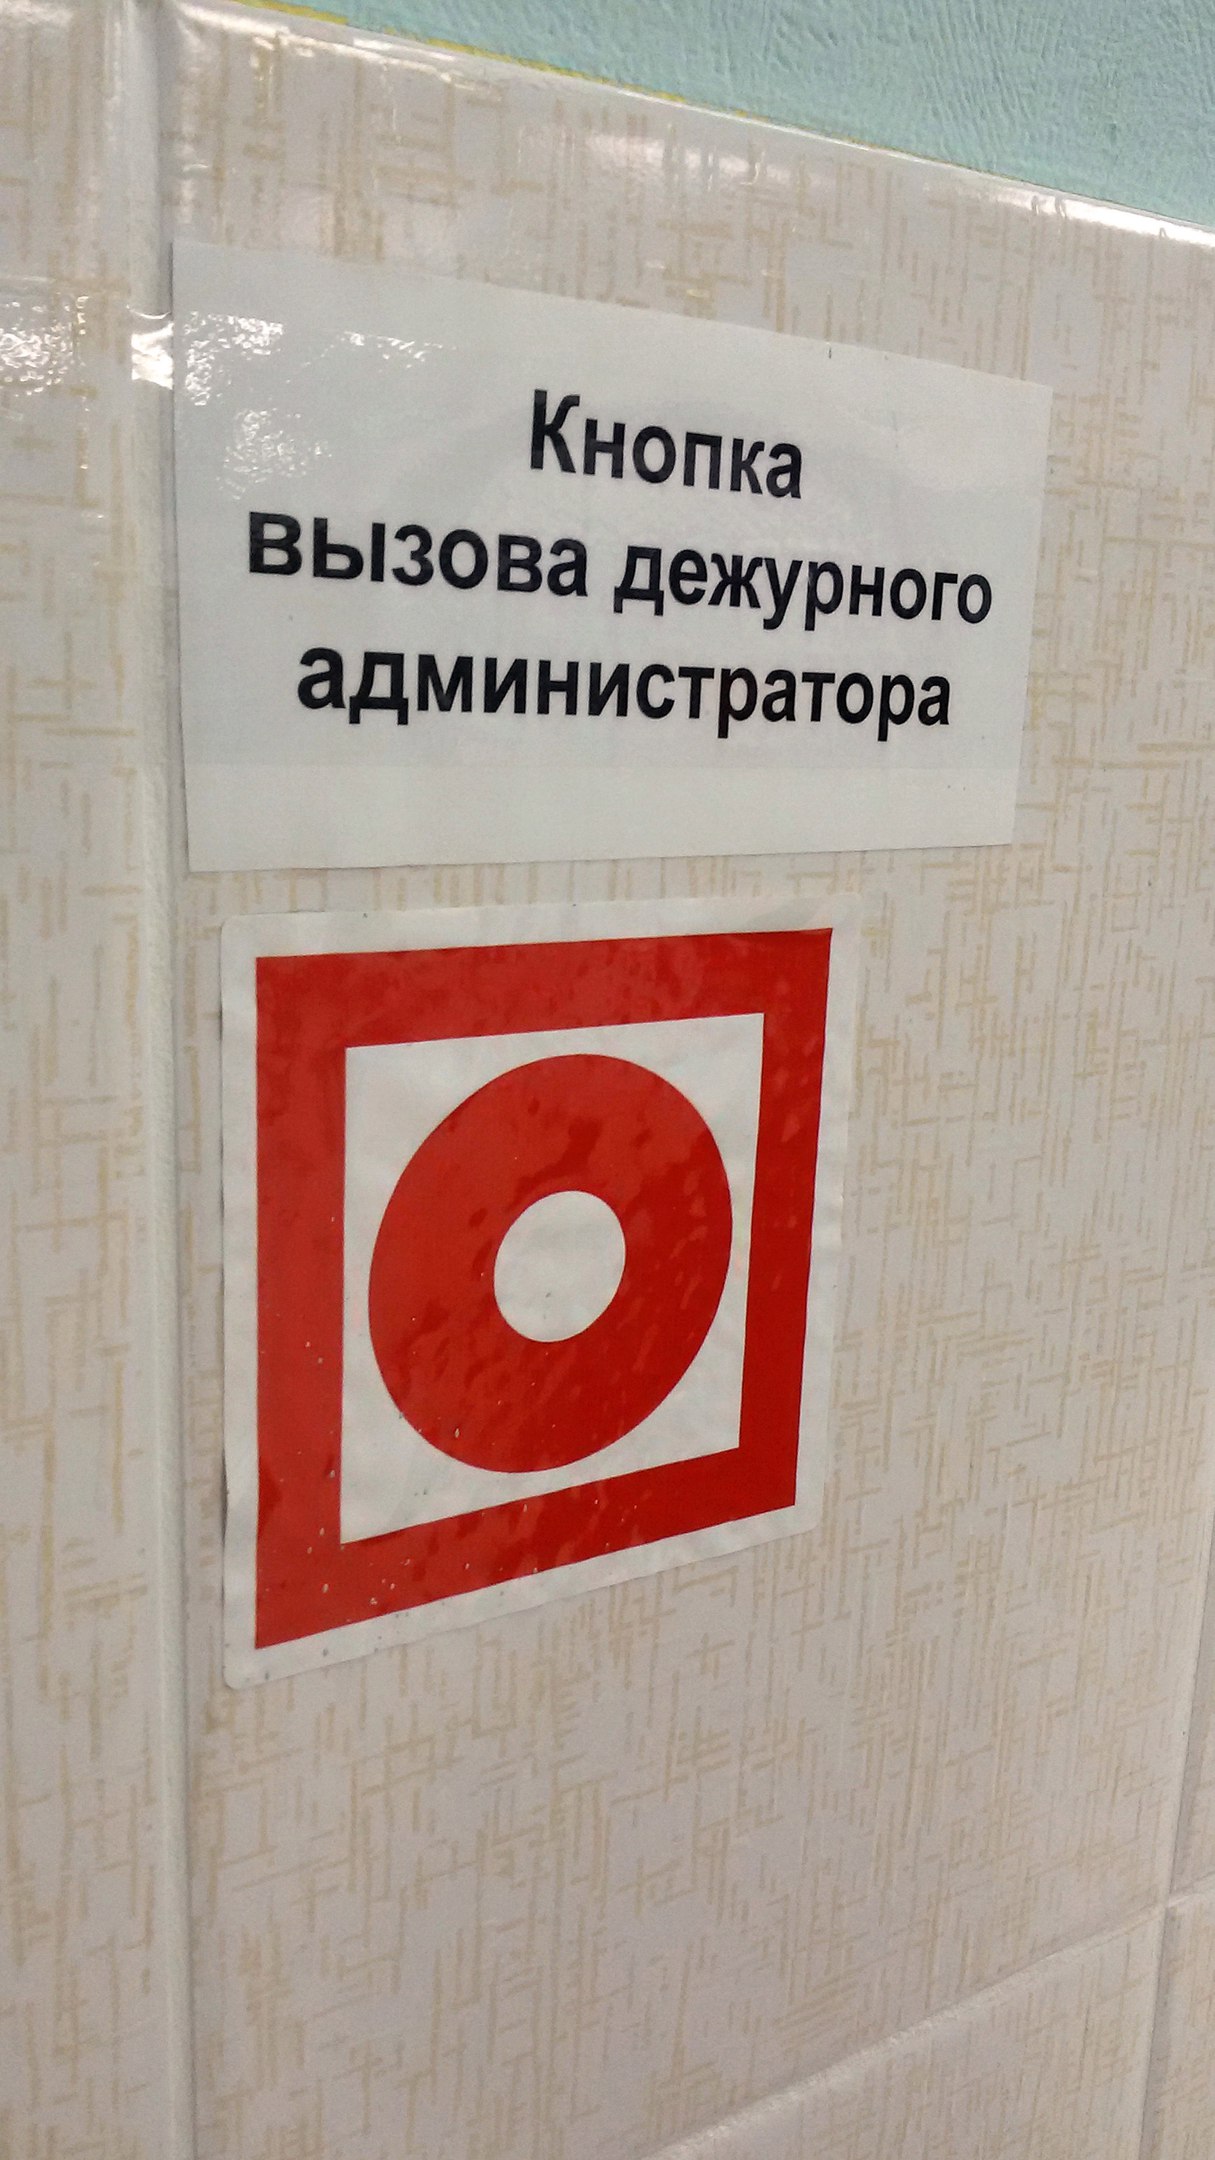 Кнопка
вызова дежурного
администратора